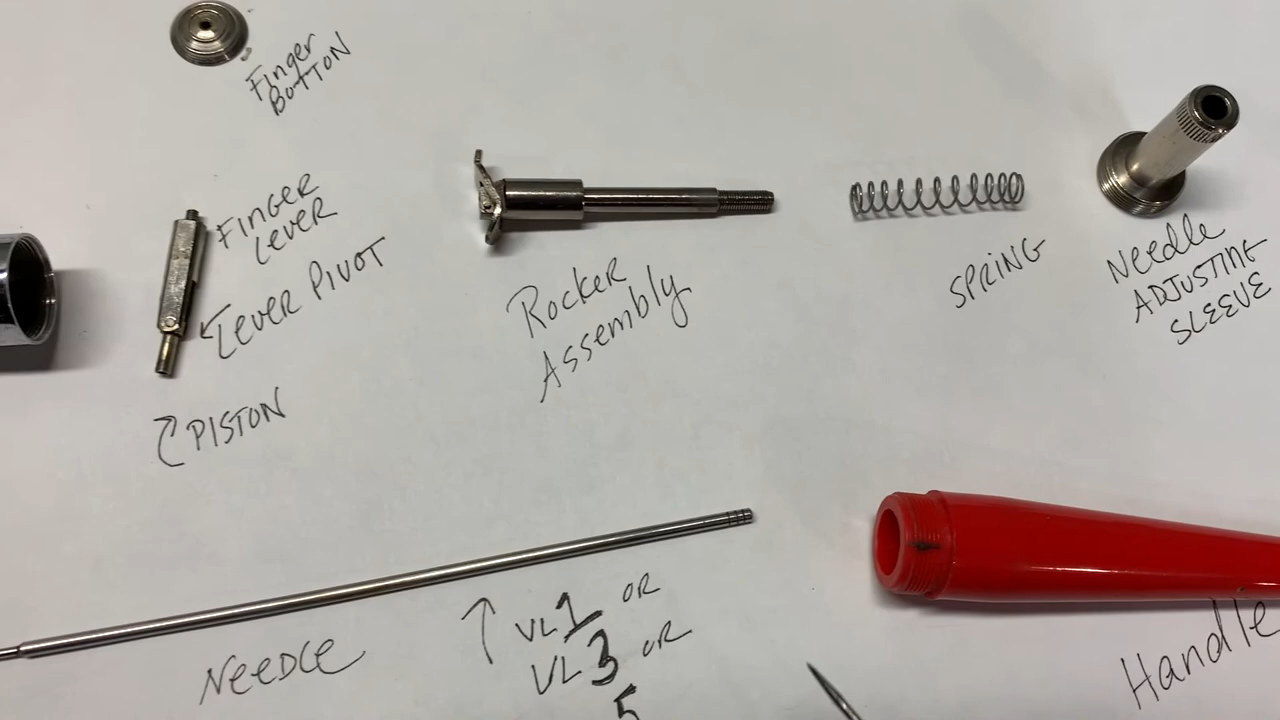 Finger
BUTTON
FINGER
Lever
Lever Pivot
PISTON
Rocker
Assembly
SPRING
Needle
ADJUSTING
SLEEVE
Needle
VL1 OR
VL3 OR
5
Handle